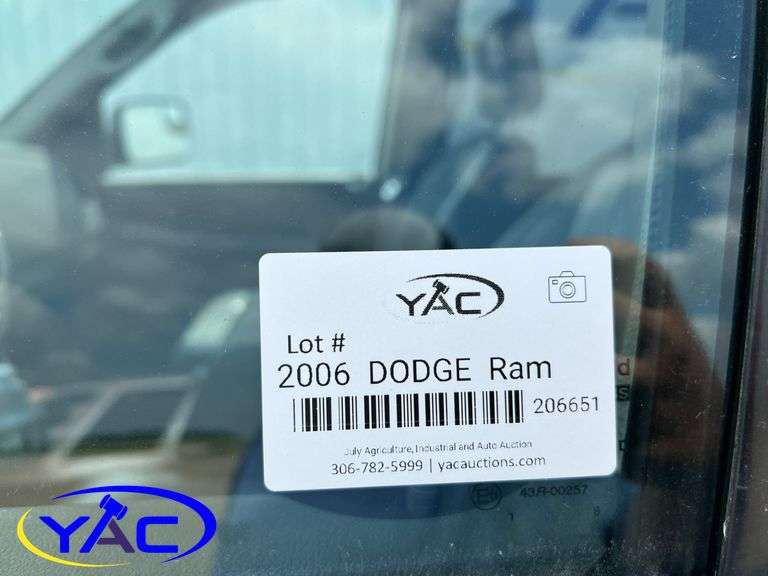 YAC
Lot #
2006 DODGE Ram
206651
July Agriculture, Industrial and Auto Auction
306-782-5999 | yacauctions.com
43R-00257
YAC